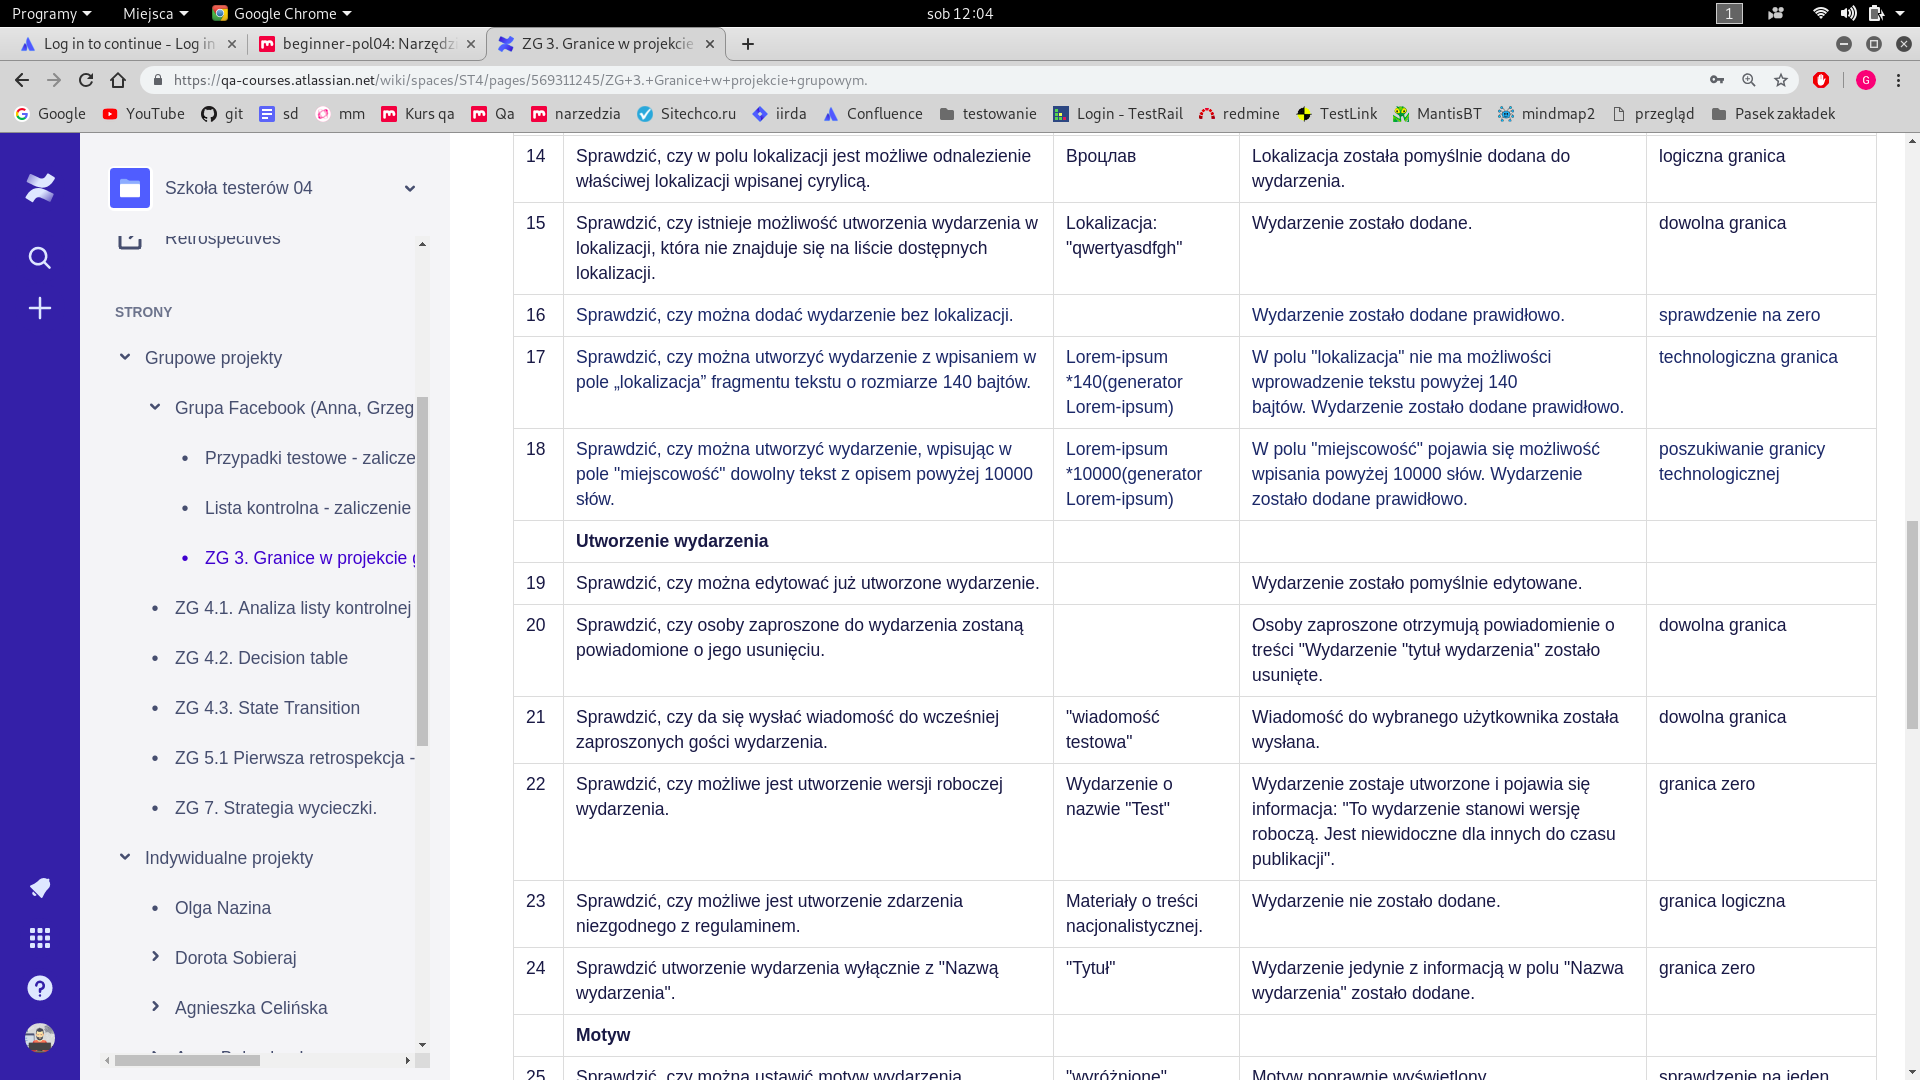 Programy Miejsca Google Chrome sob 12:04 1
Log in to continue - Log in beginner-pol04: Narzędzi ZG 3. Granice w projekcie
https://qa-courses.atlassian.net/wiki/spaces/ST4/pages/569311245/ZG+3.+Granice+w+projekcie+grupowym. G
Google YouTube git sd mm Kurs qa Qa narzedzia Sitechco.ru iirda Confluence testowanie Login - TestRail redmine TestLink MantisBT mindmap2 przegląd Pasek zakładek
Szkoła testerów 04
Retrospectives
STRONY
Grupowe projekty
Grupa Facebook (Anna, Grzeg
Przypadki testowe - zalicze
Lista kontrolna - zaliczenie
ZG 3. Granice w projekcie g
ZG 4.1. Analiza listy kontrolnej
ZG 4.2. Decision table
ZG 4.3. State Transition
ZG 5.1 Pierwsza retrospekcja -
ZG 7. Strategia wycieczki.
Indywidualne projekty
Olga Nazina
Dorota Sobieraj
Agnieszka Celińska
14 Sprawdzić, czy w polu lokalizacji jest możliwe odnalezienie Вроцлав Lokalizacja została pomyślnie dodana do logiczna granica
właściwej lokalizacji wpisanej cyrylicą. wydarzenia.
15 Sprawdzić, czy istnieje możliwość utworzenia wydarzenia w Lokalizacja: Wydarzenie zostało dodane. dowolna granica
lokalizacji, która nie znajduje się na liście dostępnych "qwertyasdfgh"
lokalizacji.
16 Sprawdzić, czy można dodać wydarzenie bez lokalizacji. Wydarzenie zostało dodane prawidłowo. sprawdzenie na zero
17 Sprawdzić, czy można utworzyć wydarzenie z wpisaniem w Lorem-ipsum W polu "lokalizacja" nie ma możliwości technologiczna granica
pole „lokalizacja” fragmentu tekstu o rozmiarze 140 bajtów. *140(generator wprowadzenie tekstu powyżej 140
Lorem-ipsum) bajtów. Wydarzenie zostało dodane prawidłowo.
18 Sprawdzić, czy można utworzyć wydarzenie, wpisując w Lorem-ipsum W polu "miejscowość" pojawia się możliwość poszukiwanie granicy
pole "miejscowość" dowolny tekst z opisem powyżej 10000 *10000(generator wpisania powyżej 10000 słów. Wydarzenie technologicznej
słów. Lorem-ipsum) zostało dodane prawidłowo.
Utworzenie wydarzenia
19 Sprawdzić, czy można edytować już utworzone wydarzenie. Wydarzenie zostało pomyślnie edytowane.
20 Sprawdzić, czy osoby zaproszone do wydarzenia zostaną Osoby zaproszone otrzymują powiadomienie o dowolna granica
powiadomione o jego usunięciu. treści "Wydarzenie "tytuł wydarzenia" zostało
usunięte.
21 Sprawdzić, czy da się wysłać wiadomość do wcześniej "wiadomość Wiadomość do wybranego użytkownika została dowolna granica
zaproszonych gości wydarzenia. testowa" wysłana.
22 Sprawdzić, czy możliwe jest utworzenie wersji roboczej Wydarzenie o Wydarzenie zostaje utworzone i pojawia się granica zero
wydarzenia. nazwie "Test" informacja: "To wydarzenie stanowi wersję
roboczą. Jest niewidoczne dla innych do czasu
publikacji".
23 Sprawdzić, czy możliwe jest utworzenie zdarzenia Materiały o treści Wydarzenie nie zostało dodane. granica logiczna
niezgodnego z regulaminem. nacjonalistycznej.
24 Sprawdzić utworzenie wydarzenia wyłącznie z "Nazwą "Tytuł" Wydarzenie jedynie z informacją w polu "Nazwa granica zero
wydarzenia". wydarzenia" zostało dodane.
Motyw
25 Sprawdzić, czy można ustawić motyw wydarzenia "wyróżnione" Motyw poprawnie wyświetlony sprawdzenie na jeden